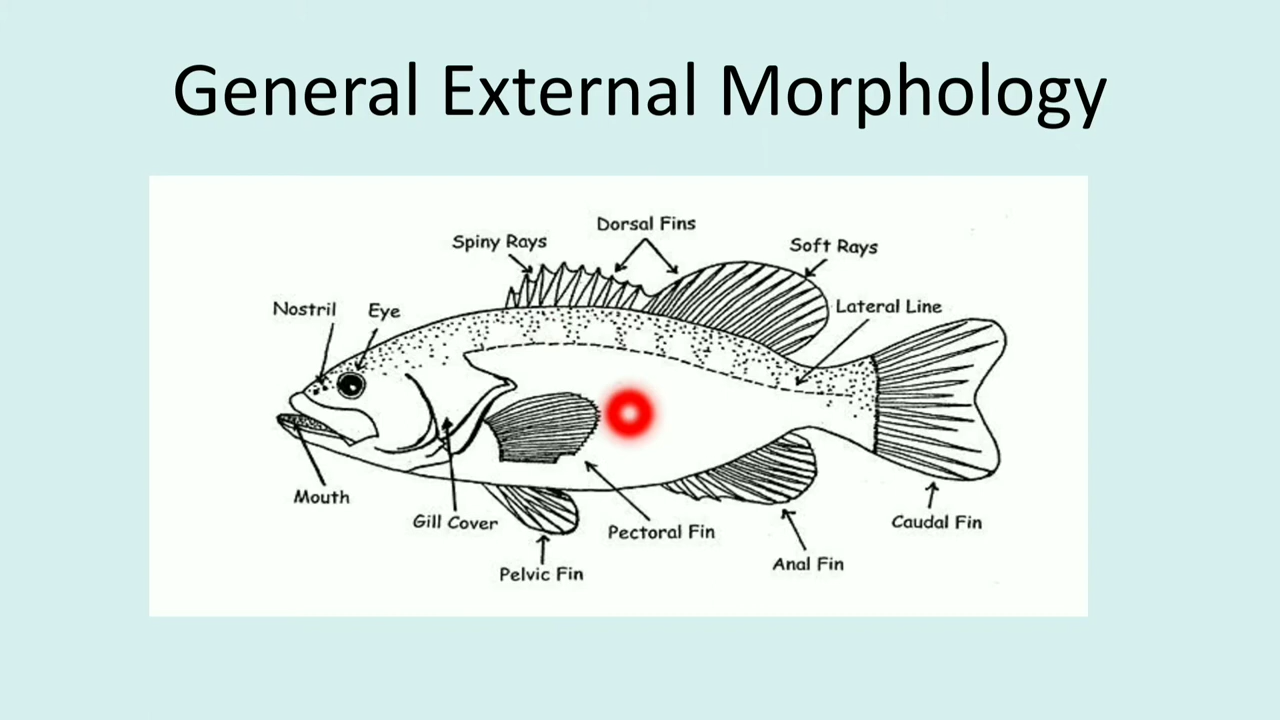 General External Morphology
Dorsal Fins
Spiny Rays
Soft Rays
Nostril
Eye
Lateral Line
Mouth
Gill Cover
Pectoral Fin
Caudal Fin
Pelvic Fin
Anal Fin